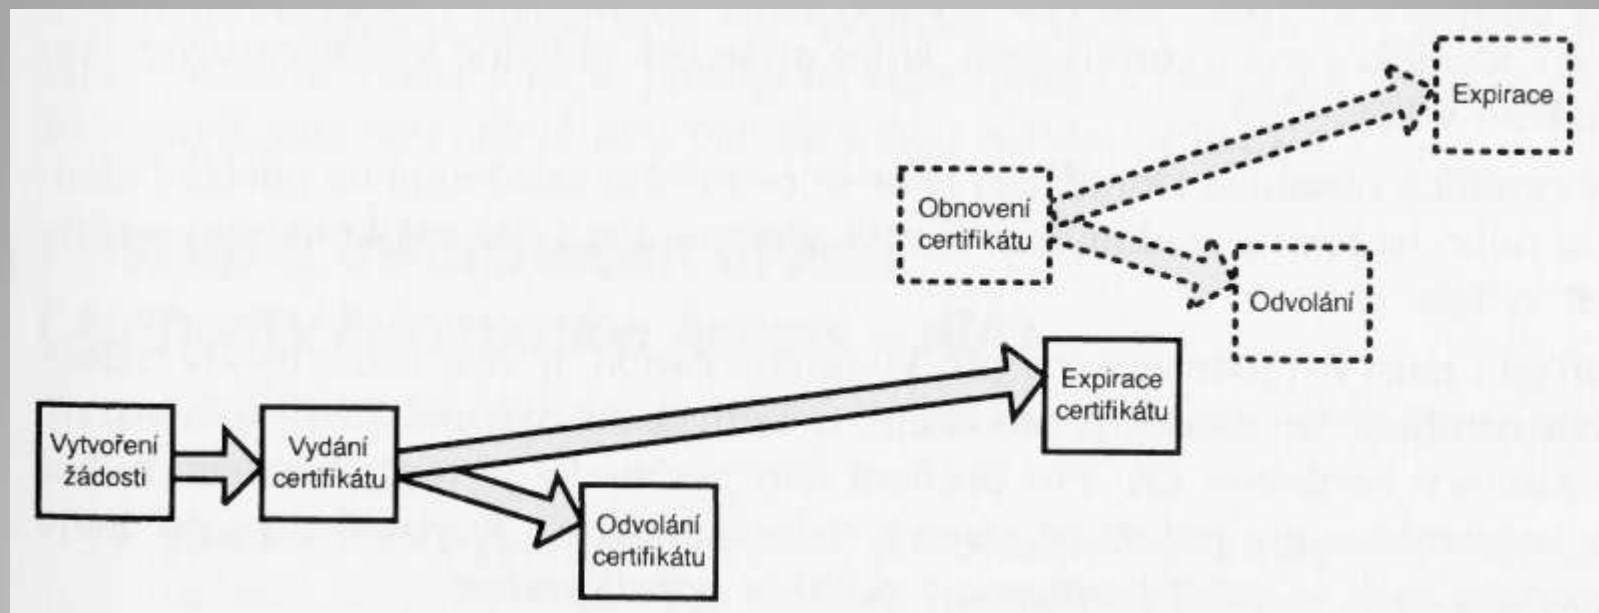 Expirace
Obnovení
certifikátu
Odvolání
Expirace
certifikátu
Vytvoření
žádosti
Vydání
certifikátu
Odvolání
certifikátu